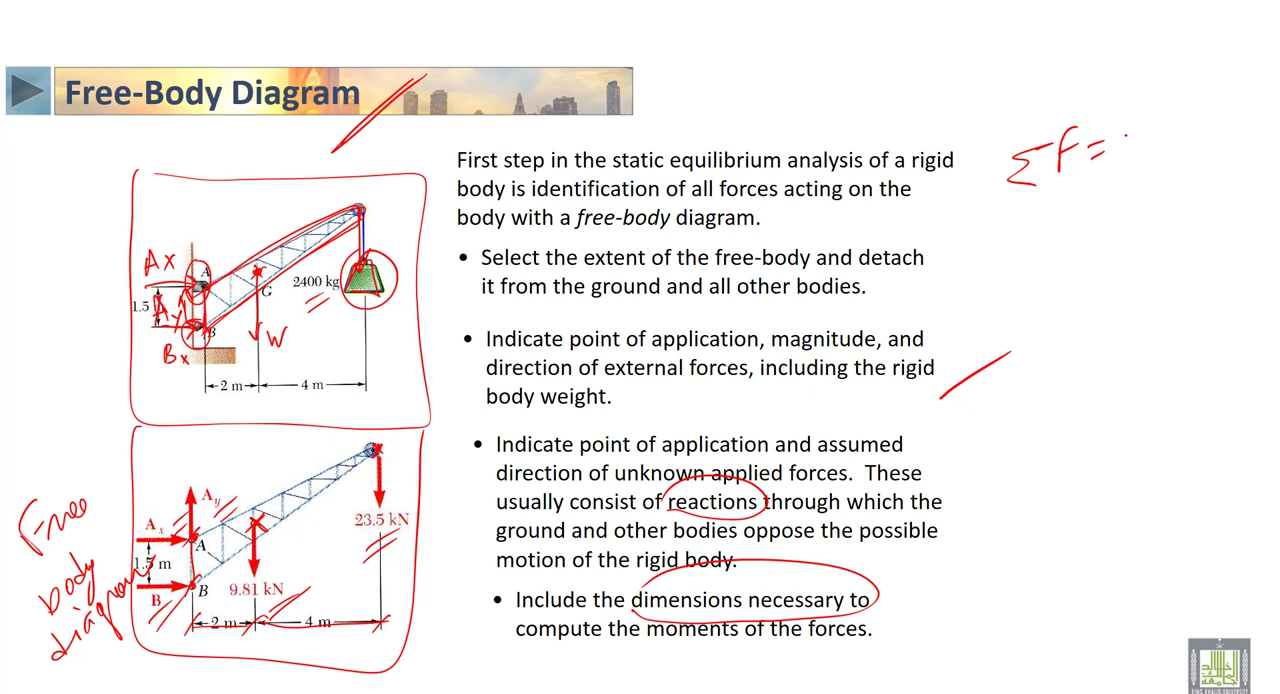 Free-Body Diagram
First step in the static equilibrium analysis of a rigid
body is identification of all forces acting on the
body with a free-body diagram.
ΣF=
• Select the extent of the free-body and detach
it from the ground and all other bodies.
• Indicate point of application, magnitude, and
direction of external forces, including the rigid
body weight.
• Indicate point of application and assumed
direction of unknown applied forces. These
usually consist of reactions through which the
ground and other bodies oppose the possible
motion of the rigid body.
• Include the dimensions necessary to
compute the moments of the forces.
Ax
A
2400 kg
G
1.5
Ay
B
W
Bx
2 m
4 m
Ay
Ax
A
23.5 kN
1.5 m
B
B
9.81 kN
2 m
4 m
Free
body
diagram